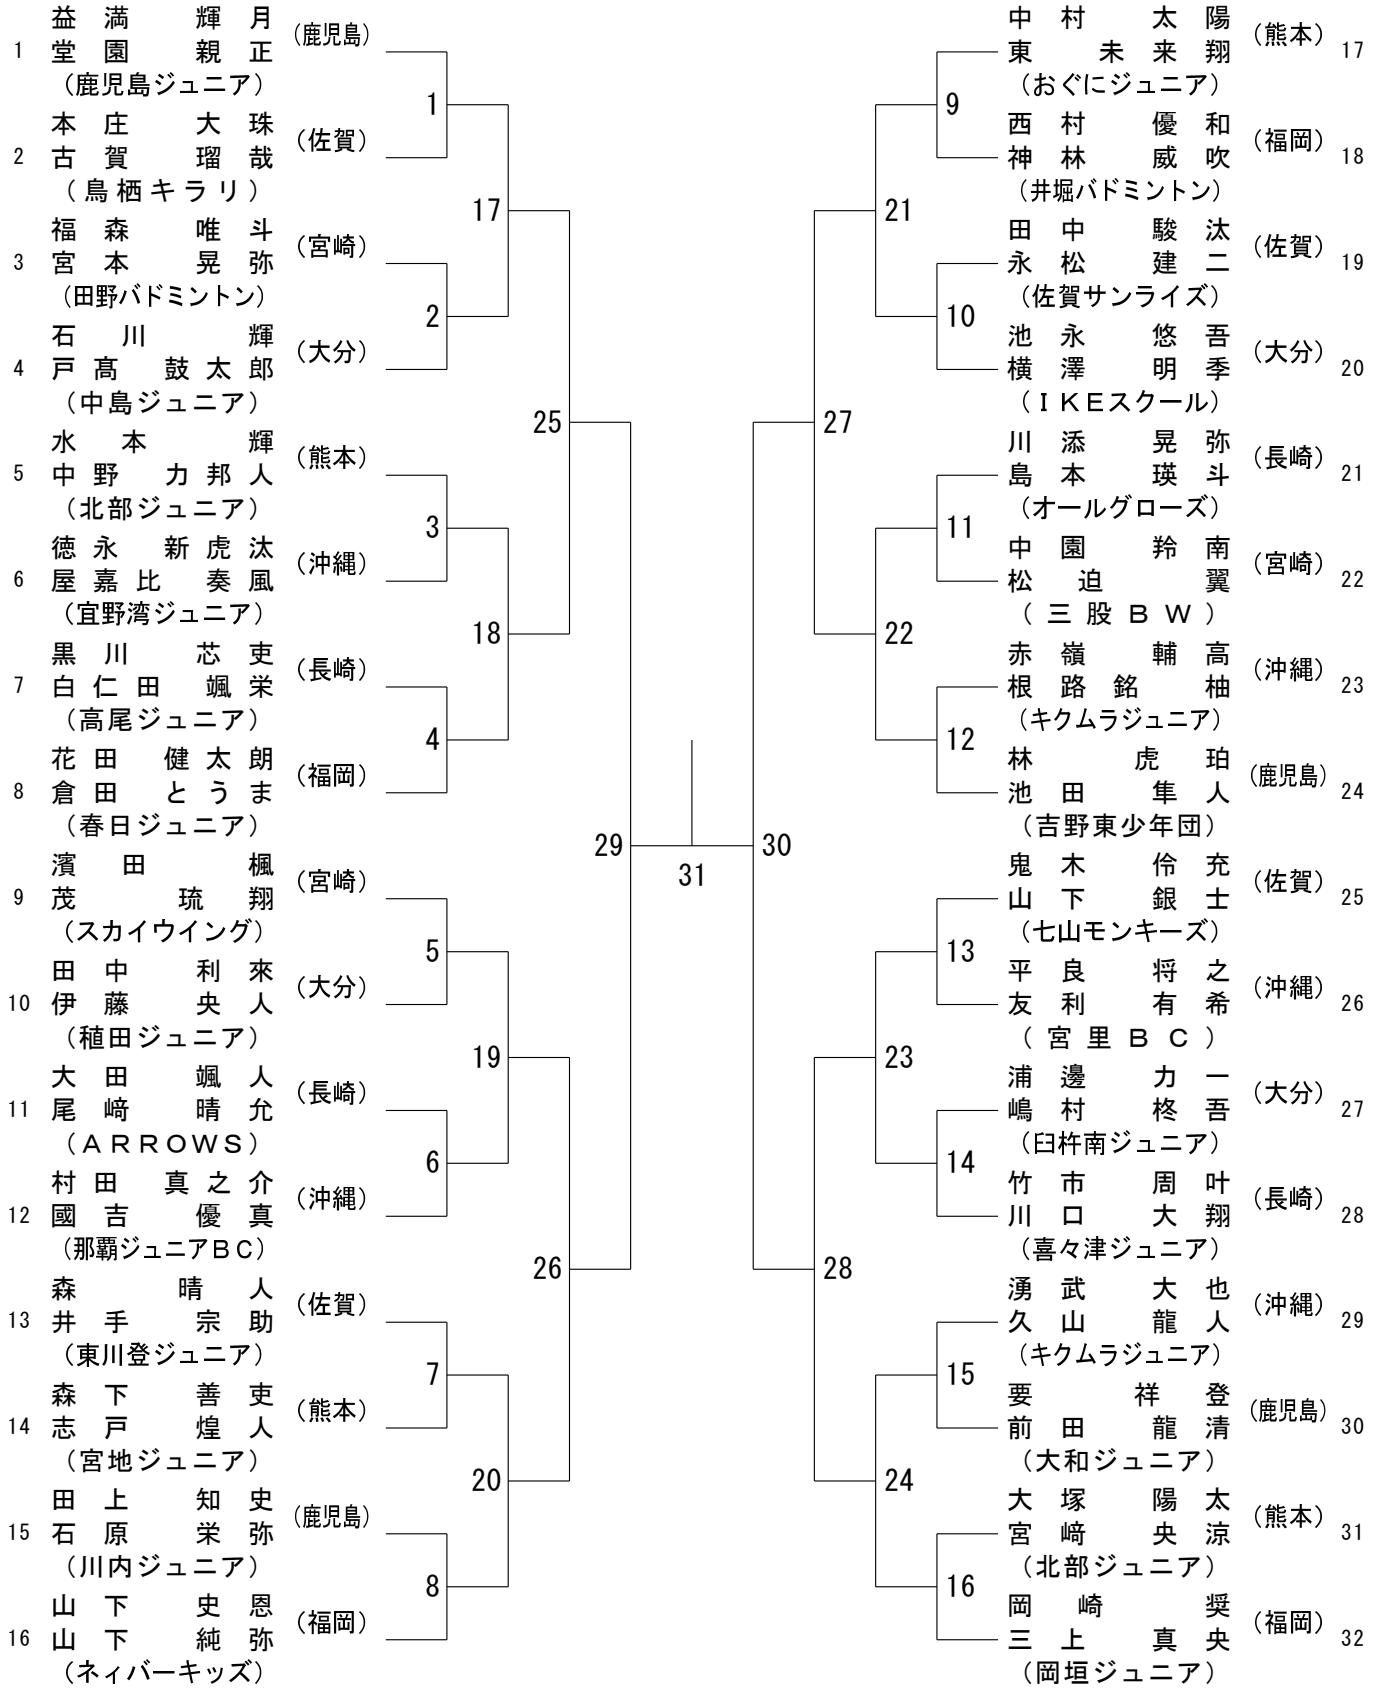 益満 輝月
(鹿児島)
1 堂園 親正
(鹿児島ジュニア)
本庄 大珠
(佐賀)
2 古賀 瑠哉
(鳥栖キラリ)
福森 唯斗
(宮崎)
3 宮本 晃弥
(田野バドミントン)
石川 輝
(大分)
4 戸髙 鼓太郎
(中島ジュニア)
水本 輝
(熊本)
5 中野 力邦人
(北部ジュニア)
徳永 新虎汰
(沖縄)
6 屋嘉比 奏風
(宜野湾ジュニア)
黒川 芯吏
(長崎)
7 白仁田 颯栄
(高尾ジュニア)
花田 健太朗
(福岡)
8 倉田 とうま
(春日ジュニア)
濱田 楓
(宮崎)
9 茂 琉翔
(スカイウイング)
田中 利來
(大分)
10 伊藤 央人
(稙田ジュニア)
大田 颯人
(長崎)
11 尾﨑 晴允
(ARROWS)
村田 真之介
(沖縄)
12 國吉 優真
(那覇ジュニアBC)
森 晴人
(佐賀)
13 井手 宗助
(東川登ジュニア)
森下 善吏
(熊本)
14 志戸 煌人
(宮地ジュニア)
田上 知史
(鹿児島)
15 石原 栄弥
(川内ジュニア)
山下 史恩
(福岡)
16 山下 純弥
(ネィバーキッズ)
1
2
3
4
5
6
7
8
17
18
19
20
25
26
29
31
30
27
28
21
22
23
24
9
10
11
12
13
14
15
16
中村 太陽
(熊本)
東 未来翔 17
(おぐにジュニア)
西村 優和
(福岡)
神林 威吹 18
(井堀バドミントン)
田中 駿汰
(佐賀)
永松 建二 19
(佐賀サンライズ)
池永 悠吾
(大分)
横澤 明季 20
(IKEスクール)
川添 晃弥
(長崎)
島本 瑛斗 21
(オールグローズ)
中園 羚南
(宮崎)
松迫 翼 22
(三股BW)
赤嶺 輔高
(沖縄)
根路銘 柚 23
(キクムラジュニア)
林 虎珀
(鹿児島)
池田 隼人 24
(吉野東少年団)
鬼木 伶充
(佐賀)
山下 銀士 25
(七山モンキーズ)
平良 将之
(沖縄)
友利 有希 26
(宮里BC)
浦邊 力一
(大分)
嶋村 柊吾 27
(臼杵南ジュニア)
竹市 周叶
(長崎)
川口 大翔 28
(喜々津ジュニア)
湧武 大也
(沖縄)
久山 龍人 29
(キクムラジュニア)
要 祥登
(鹿児島)
前田 龍清 30
(大和ジュニア)
大塚 陽太
(熊本)
宮﨑 央涼 31
(北部ジュニア)
岡崎 奨
(福岡)
三上 真央 32
(岡垣ジュニア)